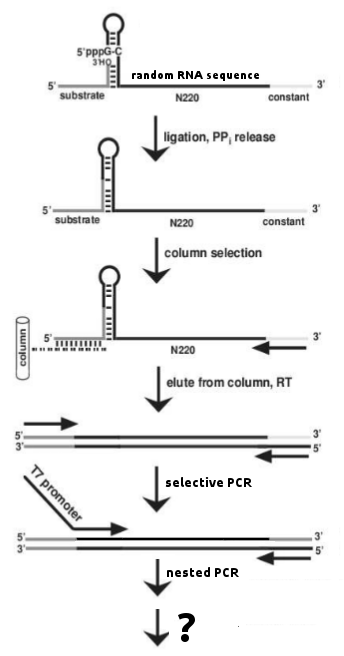 5'pppG-C
3'HO
random RNA sequence
5' 3'
substrate N220 constant
ligation, PPi release
5' 3'
substrate N220 constant
column selection
column
5' 3'
N220
elute from column, RT
5' 3'
3' 5'
selective PCR
T7 promoter
5' 3'
3' 5'
nested PCR
?